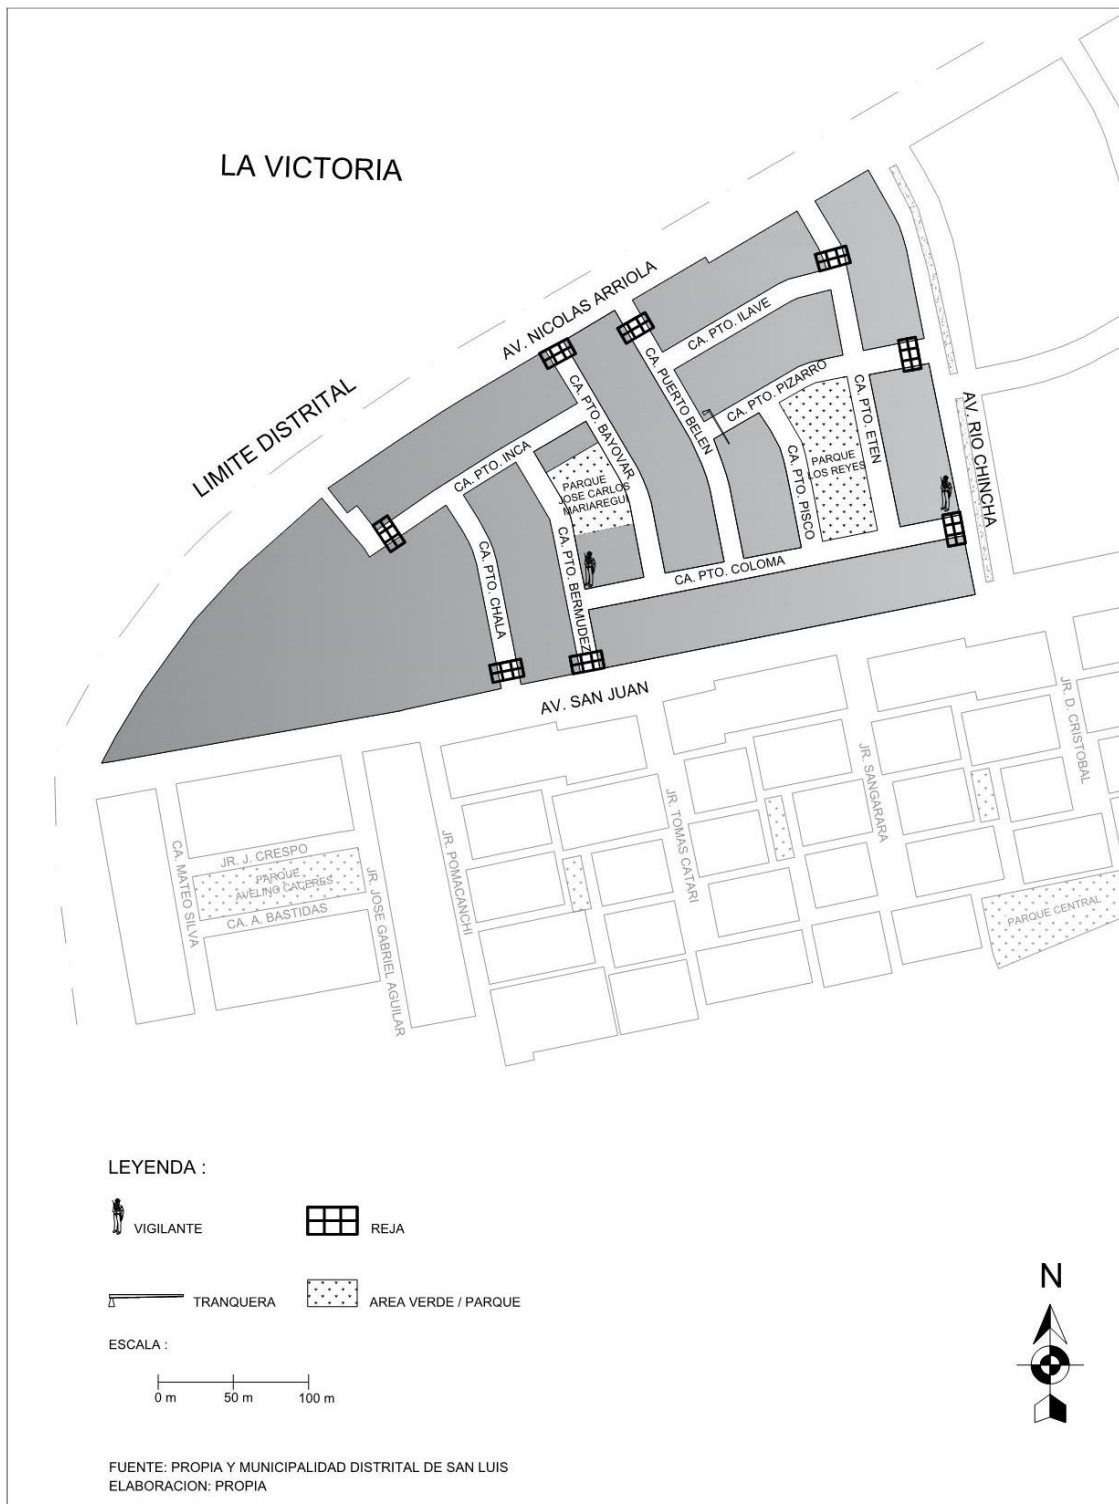 LA VICTORIA
AV. NICOLAS ARRIOLA
LIMITE DISTRITAL
CA. PTO. ILAVE
CA. PUERTO BELEN
CA. PTO. PIZARRO
CA. PTO. BAYOVAR
CA. PTO. ETEN
AV. RIO CHINCHA
CA. PTO. INCA
PARQUE
JOSE CARLOS
MARIAREGUI
PARQUE
LOS REYES
CA. PTO. PISCO
CA. PTO. CHALA
CA. PTO. BERMUDEZ
CA. PTO. COLOMA
AV. SAN JUAN
JR. D. CRISTOBAL
JR. SANGARARA
JR. TOMAS CATARI
JR. POMACANCHI
JR. J. CRESPO
PARQUE
AVELINO CACERES
CA. A. BASTIDAS
CA. MATEO SILVA
JR. JOSE GABRIEL AGUILAR
PARQUE CENTRAL
LEYENDA :
VIGILANTE
REJA
TRANQUERA
AREA VERDE / PARQUE
ESCALA :
0 m 50 m 100 m
N
FUENTE: PROPIA Y MUNICIPALIDAD DISTRITAL DE SAN LUIS
ELABORACION: PROPIA